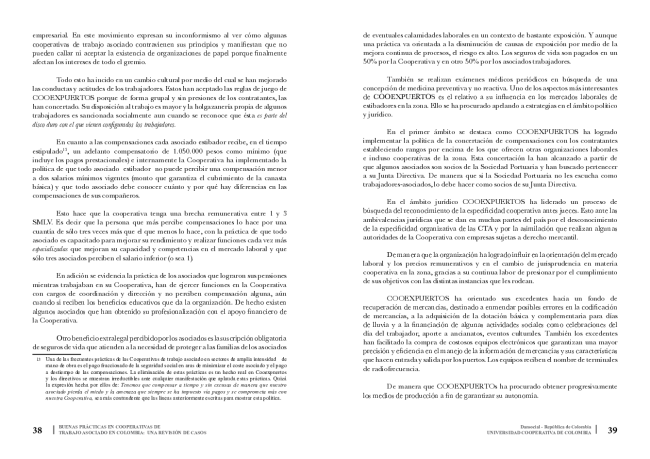 empresarial. En este movimiento expresan su inconformismo al ver cómo algunas
cooperativas de trabajo asociado contravienen sus principios y manifiestan que no
pueden callar ni aceptar la existencia de organizaciones de papel porque finalmente
afectan los intereses de todo el gremio.
Todo esto ha incido en un cambio cultural por medio del cual se han mejorado
las conductas y actitudes de los trabajadores. Estos han aceptado las reglas de juego de
COOEXPUERTOS porque de forma grupal y sin presiones de los contratantes, las
han concertado. Su disposición al trabajo es mayor y la holgazanería propia de algunos
trabajadores es sancionada socialmente aun cuando se reconoce que ésta es parte del
disco duro con el que vienen configurados los trabajadores.
En cuanto a las compensaciones cada asociado estibador recibe, en el tiempo
estipulado13, un adelanto compensatorio de 1.050.000 pesos como mínimo (que
incluye los pagos prestacionales) e internamente la Cooperativa ha implementado la
política de que todo asociado estibador no puede percibir una compensación menor
a dos salarios mínimos vigentes (monto que garantiza el cubrimiento de la canasta
básica) y que todo asociado debe conocer cuánto y por qué hay diferencias en las
compensaciones de sus compañeros.
Esto hace que la cooperativa tenga una brecha remunerativa entre 1 y 3
SMLV. Es decir que la persona que más percibe compensaciones lo hace por una
cuantía de sólo tres veces más que el que menos lo hace, con la práctica de que todo
asociado es capacitado para mejorar su rendimiento y realizar funciones cada vez más
especializadas que mejoran su capacidad y competencias en el mercado laboral y que
sólo tres asociados perciben el salario inferior (o sea 1).
En adición se evidencia la práctica de los asociados que lograron suspensiones
mientras trabajaban en su Cooperativa, han de ejercer funciones en la Cooperativa
con cargos de coordinación y dirección y no perciben compensación alguna, aún
cuando sí reciben los beneficios educativos que da la organización. De hecho existen
algunos asociados que han obtenido su profesionalización con el apoyo financiero de
la Cooperativa.
Otro beneficio extralegal percibido por los asociados es la suscripción obligatoria
de seguros de vida que atienden a la necesidad de proteger a las familias de los asociados
13 Una de las frecuentes prácticas de las Cooperativas de trabajo asociado en sectores de amplia intensidad de
mano de obra es el pago fraccionado de la seguridad social en aras de minimizar el coste asociado y el pago
a destiempo de las compensaciones. La eliminación de estas prácticas es un hecho real en Cooexpuertos
y los directivos se muestran irreductibles ante cualquier manifestación que aplauda estas prácticas. Quizá
la expresión hecha por ellos de: Tenemos que compensar a tiempo y sin excusas de manera que nuestro
asociado pierda el miedo y la amenaza que siempre se ha impuesto vía pagos y se comprometa más con
nuestra Cooperativa, sea más contundente que las líneas anteriormente escritas para mostrar esta política.
38
BUENAS PRÁCTICAS EN COOPERATIVAS DE
TRABAJO ASOCIADO EN COLOMBIA: UNA REVISIÓN DE CASOS
de eventuales calamidades laborales en un contexto de bastante exposición. Y aunque
una práctica va orientada a la disminución de causas de exposición por medio de la
mejora continua de procesos, el riesgo es alto. Los seguros de vida son pagados en un
50% por la Cooperativa y en otro 50% por los asociados trabajadores.
También se realizan exámenes médicos periódicos en búsqueda de una
concepción de medicina preventiva y no reactiva. Uno de los aspectos más interesantes
de COOEXPUERTOS es el relativo a su influencia en los mercados laborales de
estibadores en la zona. Ello se ha procurado apelando a estrategias en el ámbito político
y jurídico.
En el primer ámbito se destaca como COOEXPUERTOS ha logrado
implementar la política de la concertación de compensaciones con los contratantes
estableciendo rangos por encima de los que ofrecen otras organizaciones laborales
e incluso cooperativas de la zona. Esta concertación la han alcanzado a partir de
que algunos asociados son socios de la Sociedad Portuaria y han buscado pertenecer
a su Junta Directiva. De manera que si la Sociedad Portuaria no les escucha como
trabajadores-asociados, lo debe hacer como socios de su Junta Directiva.
En el ámbito jurídico COOEXPUERTOS ha liderado un proceso de
búsqueda del reconocimiento de la especificidad cooperativa antes jueces. Esto ante las
ambivalencias jurídicas que se dan en muchas partes del país por el desconocimiento
de la especificidad organizativa de las CTA y por la asimilación que realizan algunas
autoridades de la Cooperativa con empresas sujetas a derecho mercantil.
De manera que la organización ha logrado influir en la orientación del mercado
laboral y los precios remunerativos y en el cambio de jurisprudencia en materia
cooperativa en la zona, gracias a su continua labor de presionar por el cumplimiento
de sus objetivos con las distintas instancias que les rodean.
COOEXPUERTOS ha orientado sus excedentes hacia un fondo de
recuperación de mercancías, destinado a enmendar posibles errores en la codificación
de mercancías, a la adquisición de la dotación básica y complementaria para días
de lluvia y a la financiación de algunas actividades sociales como celebraciones del
día del trabajador, aporte a ancianatos, eventos culturales. También los excedentes
han facilitado la compra de costosos equipos electrónicos que garantizan una mayor
precisión y eficiencia en el manejo de la información de mercancías y sus características
que hacen entrada y salida por los puertos. Los equipos reciben el nombre de terminales
de radiofrecuencia.
De manera que COOEXPUERTOs ha procurado obtener progresivamente
los medios de producción a fin de garantizar su autonomía.
Dansocial - República de Colombia
UNIVERSIDAD COOPERATIVA DE COLOMBIA
39